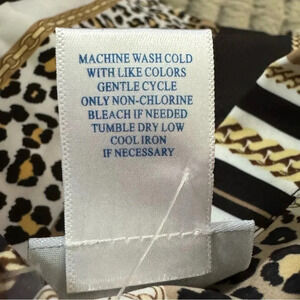 MACHINE WASH COLD
WITH LIKE COLORS
GENTLE CYCLE
ONLY NON-CHLORINE
BLEACH IF NEEDED
TUMBLE DRY LOW
COOL IRON
IF NECESSARY